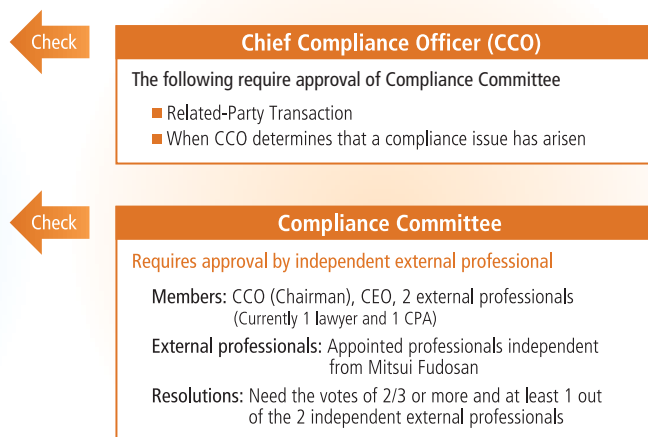 Check
Chief Compliance Officer (CCO)
The following require approval of Compliance Committee
■ Related-Party Transaction
■ When CCO determines that a compliance issue has arisen
Check
Compliance Committee
Requires approval by independent external professional
Members: CCO (Chairman), CEO, 2 external professionals
(Currently 1 lawyer and 1 CPA)
External professionals: Appointed professionals independent
from Mitsui Fudosan
Resolutions: Need the votes of 2/3 or more and at least 1 out
of the 2 independent external professionals